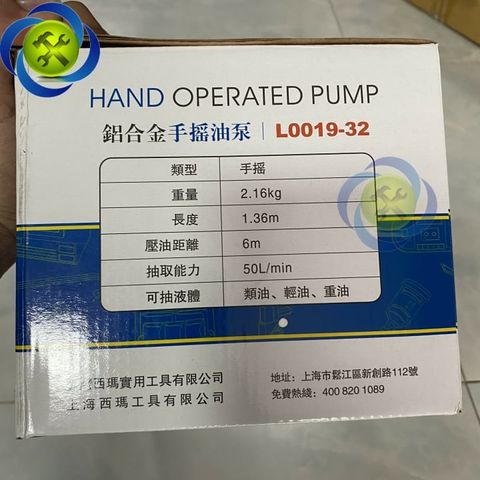 HAND OPERATED PUMP
鋁合金手摇油泵 | L0019-32
類型 手摇
重量 2.16kg
長度 1.36m
壓油距離 6m
抽取能力 50L/min
可抽液體 類油、輕油、重油
西瑪實用工具有限公司
上海西瑪工具有限公司
地址: 上海市鬆江區新創路112號
免費熱綫: 400 820 1089